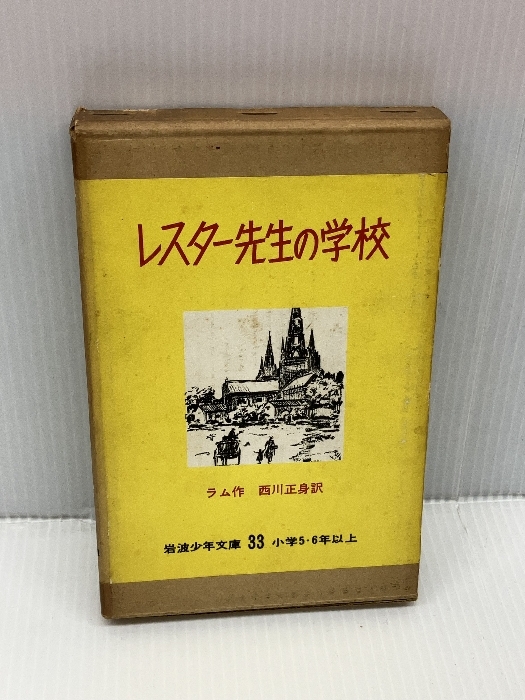 レスター先生の学校
ラム作 西川正身訳
岩波少年文庫 33 小学5・6年以上